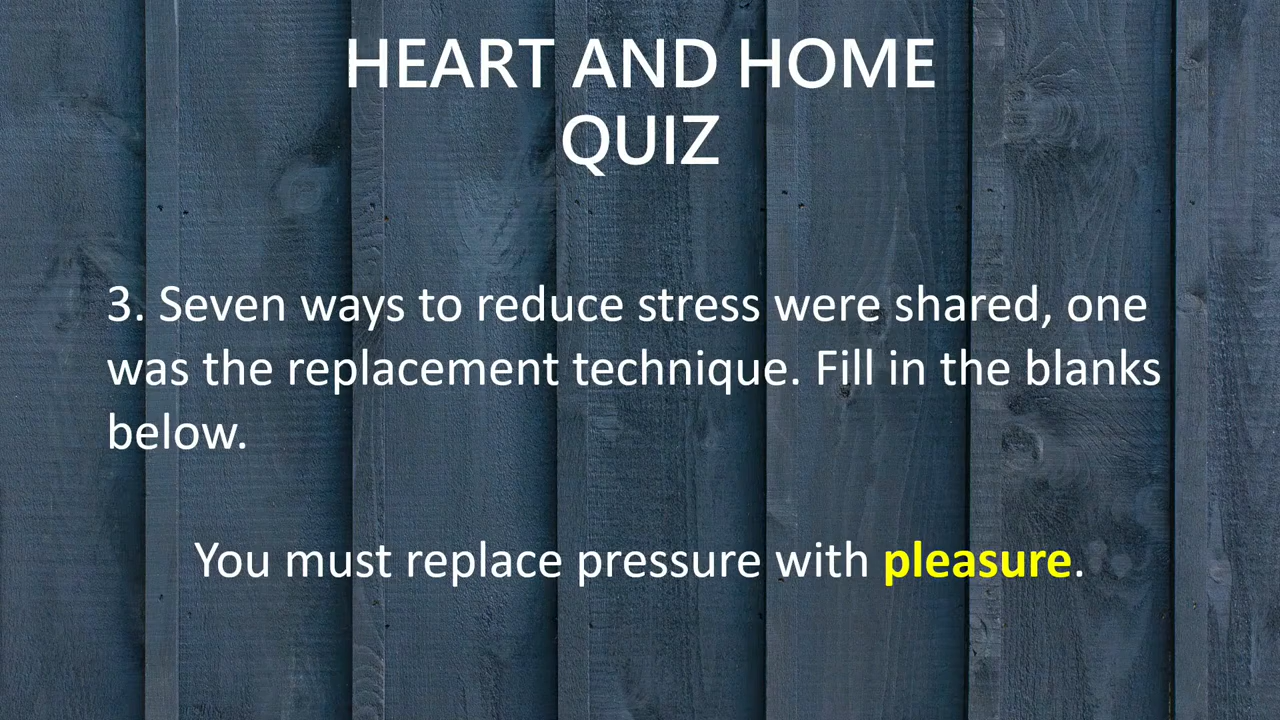 HEART AND HOME
QUIZ
3. Seven ways to reduce stress were shared, one
was the replacement technique. Fill in the blanks
below.
You must replace pressure with pleasure.